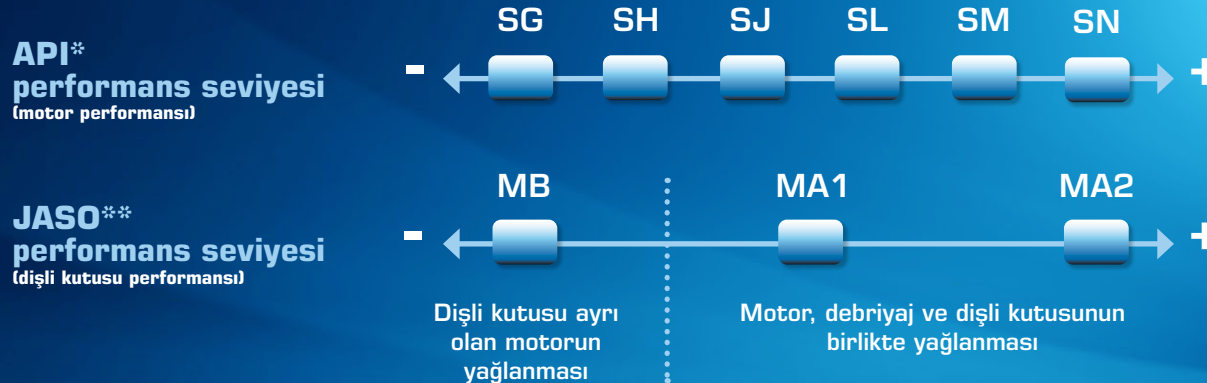 API*
performans seviyesi
(motor performansı)
- SG SH SJ SL SM SN +
JASO**
performans seviyesi
(dişli kutusu performansı)
- MB MA1 MA2 +
Dişli kutusu ayrı
olan motorun
yağlanması
Motor, debriyaj ve dişli kutusunun
birlikte yağlanması